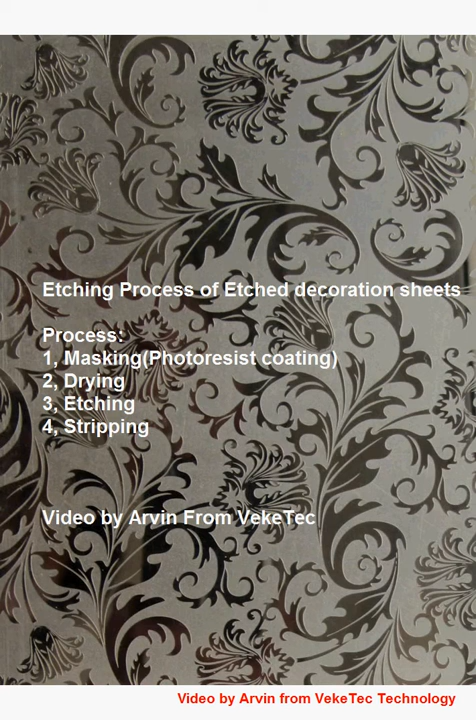 Etching Process of Etched decoration sheets
Process:
1, Masking(Photoresist coating)
2, Drying
3, Etching
4, Stripping
Video by Arvin From VekeTec
Video by Arvin from VekeTec Technology